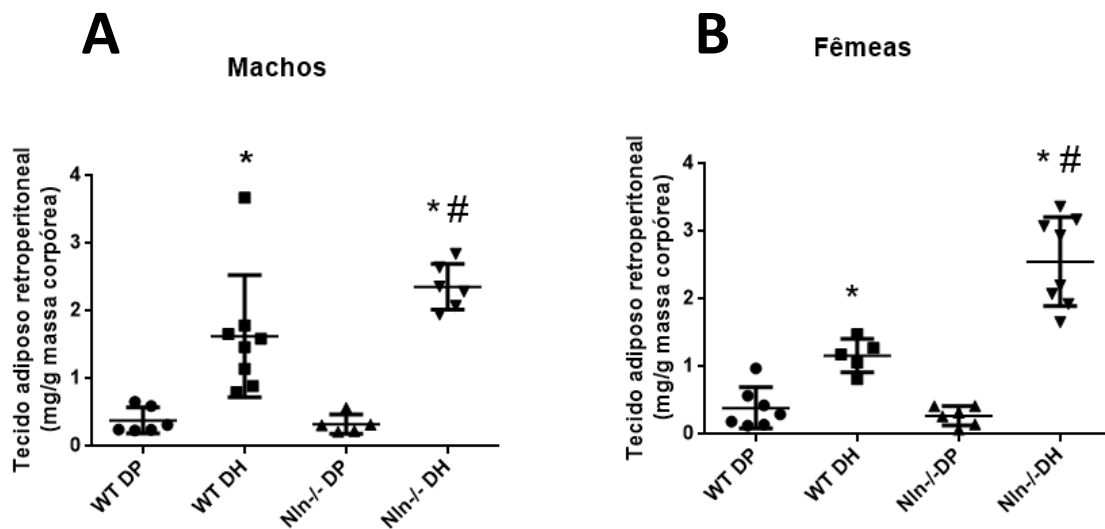 A
Machos
Tecido adiposo retroperitoneal
(mg/g massa corpórea)
4
3
2
1
0
*
* #
WT DP
WT DH
Nln-/- DP
Nln-/- DH
B
Fêmeas
Tecido adiposo retroperitoneal
(mg/g massa corpórea)
4
3
2
1
0
*
* #
WT DP
WT DH
Nln-/-DP
Nln-/-DH